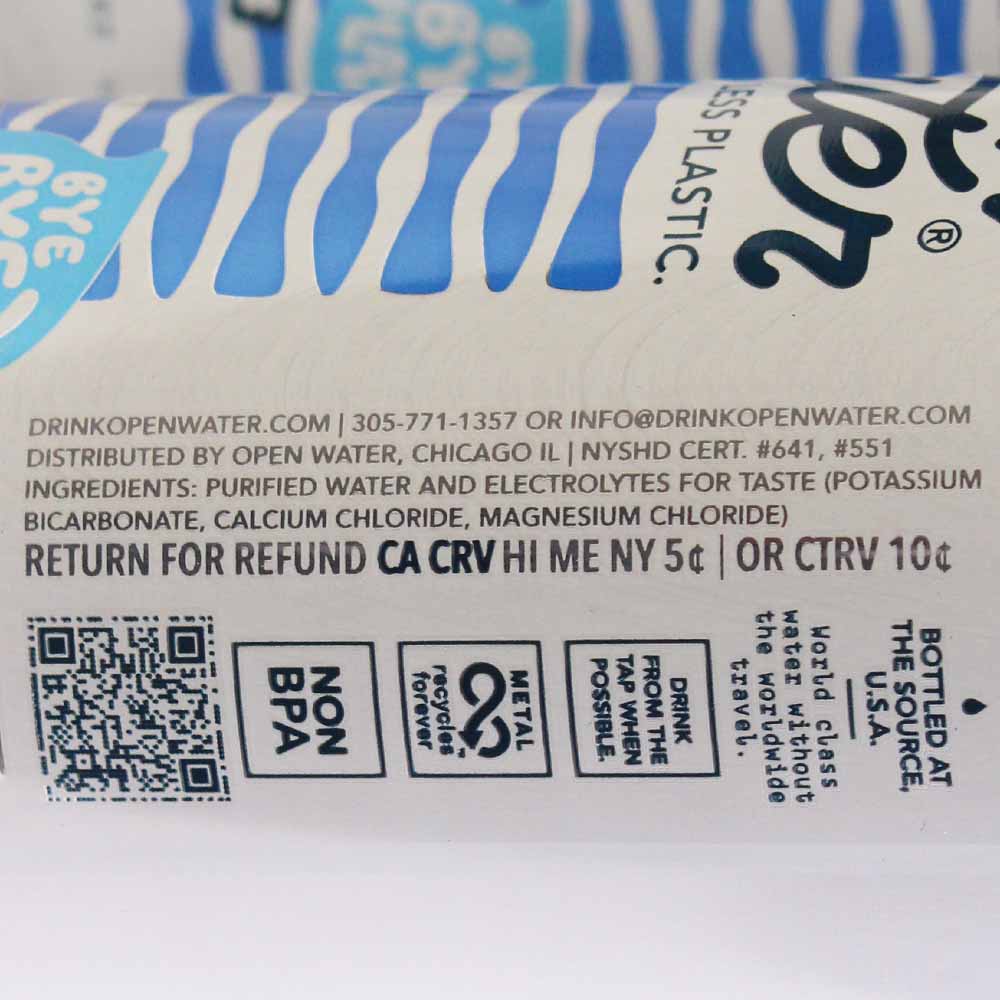 BYE
BYE
LESS PLASTIC.
®
DRINKOPENWATER.COM | 305-771-1357 OR INFO@DRINKOPENWATER.COM
DISTRIBUTED BY OPEN WATER, CHICAGO IL | NYSHD CERT. #641, #551
INGREDIENTS: PURIFIED WATER AND ELECTROLYTES FOR TASTE (POTASSIUM
BICARBONATE, CALCIUM CHLORIDE, MAGNESIUM CHLORIDE)
RETURN FOR REFUND CA CRV HI ME NY 5¢ | OR CTRV 10¢
NON
BPA
METAL
recycles
forever™
DRINK
FROM THE
TAP WHEN
POSSIBLE.
World class
water without
the worldwide
travel.
BOTTLED AT
THE SOURCE,
U.S.A.